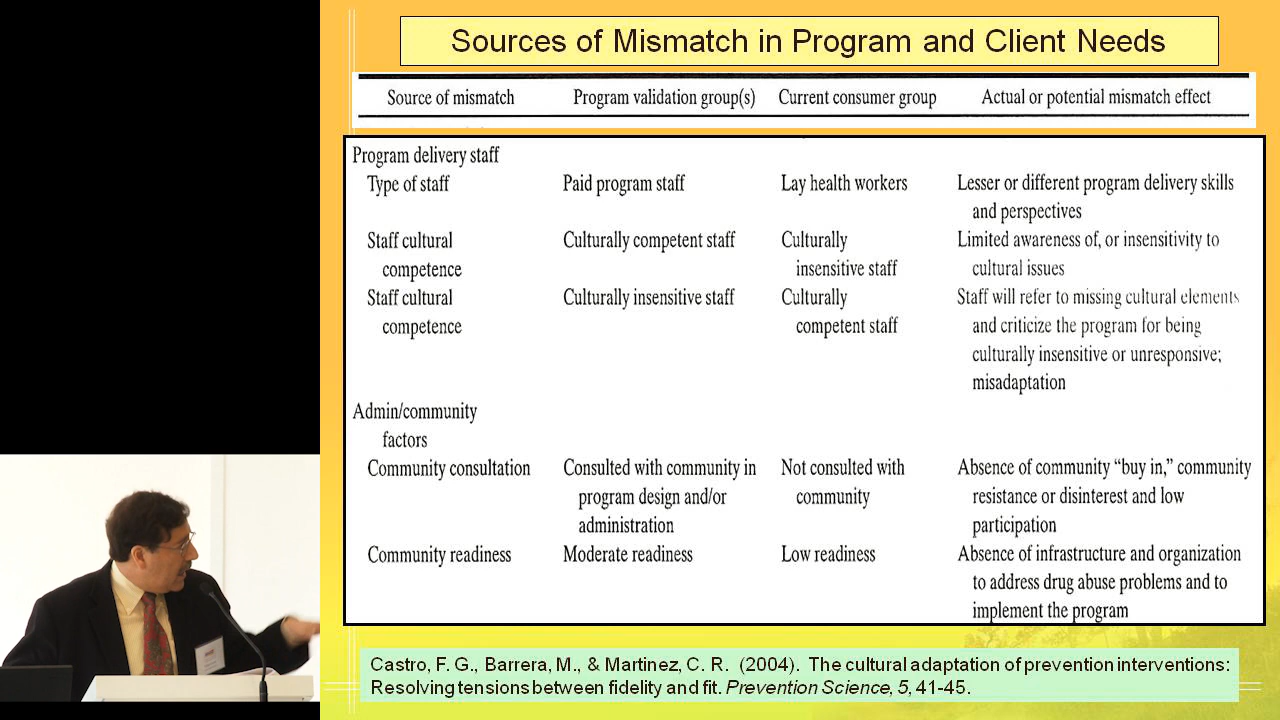 Sources of Mismatch in Program and Client Needs
Source of mismatch Program validation group(s) Current consumer group Actual or potential mismatch effect
Program delivery staff
Type of staff Paid program staff Lay health workers Lesser or different program delivery skills
and perspectives
Staff cultural Culturally competent staff Culturally Limited awareness of, or insensitivity to
competence insensitive staff cultural issues
Staff cultural Culturally insensitive staff Culturally Staff will refer to missing cultural elements
competence competent staff and criticize the program for being
culturally insensitive or unresponsive;
misadaptation
Admin/community
factors
Community consultation Consulted with community in Not consulted with Absence of community “buy in,” community
program design and/or community resistance or disinterest and low
administration participation
Community readiness Moderate readiness Low readiness Absence of infrastructure and organization
to address drug abuse problems and to
implement the program
Castro, F. G., Barrera, M., & Martinez, C. R. (2004). The cultural adaptation of prevention interventions:
Resolving tensions between fidelity and fit. Prevention Science, 5, 41-45.